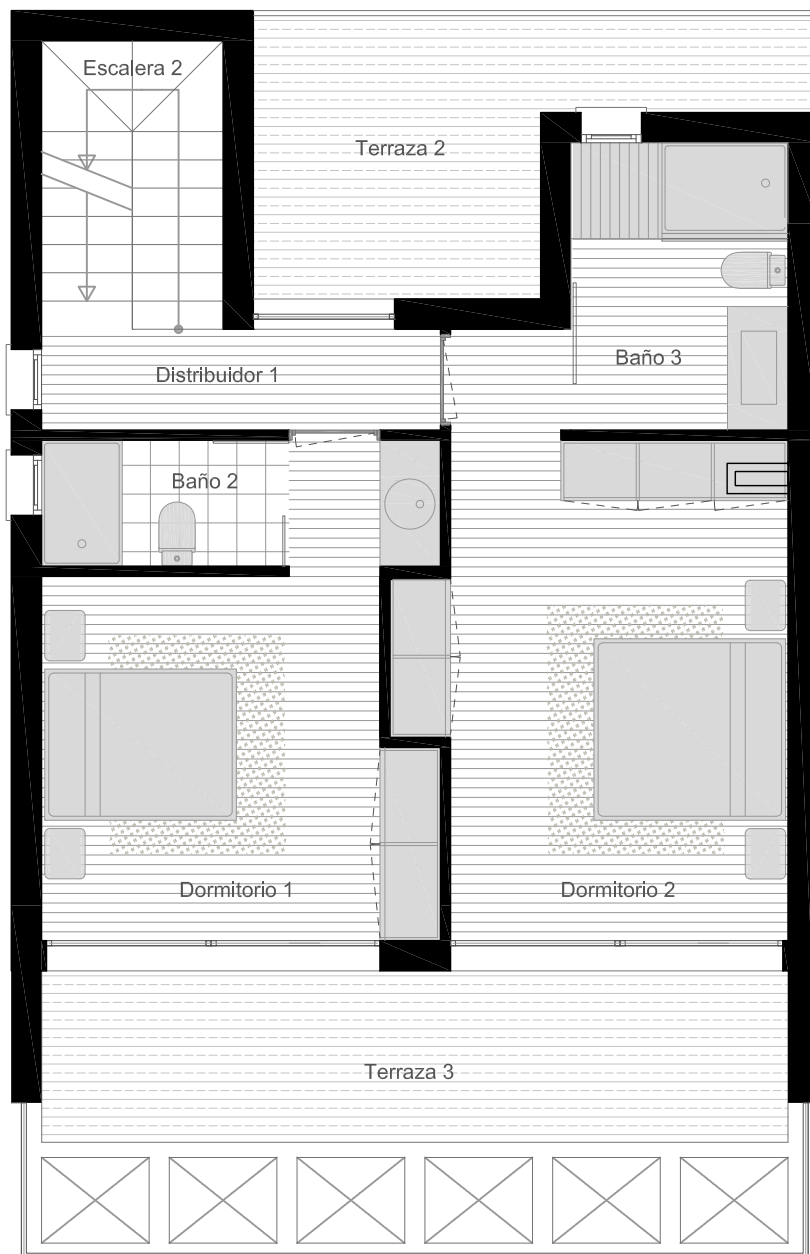 Escalera 2
Terraza 2
Baño 3
Distribuidor 1
Baño 2
Dormitorio 1
Dormitorio 2
Terraza 3